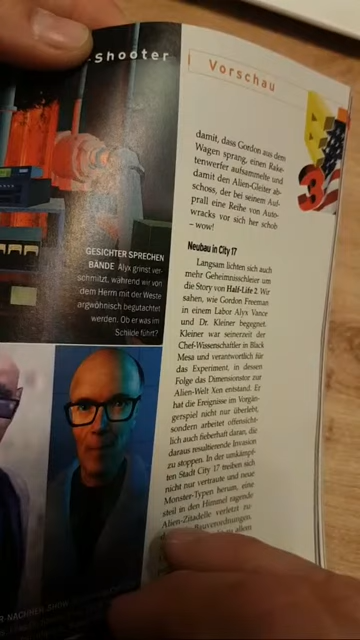 -Shooter
Vorschau
E3
damit, dass Gordon aus dem
Wagen sprang, einen Rake-
tenwerfer aufsammelte und
damit den Alien-Gleiter ab-
schoss, der bei seinem Auf-
prall eine Reihe von Auto-
wracks vor sich her schob
– wow!
Neubau in City 17
Langsam lichten sich auch
mehr Geheimnisschleier um
die Story von Half-Life 2. Wir
sahen, wie Gordon Freeman
in einem Labor Alyx Vance
und Dr. Kleiner begegnet.
Kleiner war seinerzeit der
Chef-Wissenschaftler in Black
Mesa und verantwortlich für
das Experiment, in dessen
Folge das Dimensionstor zur
Alien-Welt Xen entstand. Er
hat die Ereignisse im Vorgän-
gerspiel nicht nur überlebt,
sondern arbeitet offensicht-
lich auch fieberhaft daran, die
daraus resultierende Invasion
zu stoppen. In der umkämpf-
ten Stadt City 17 treiben sich
nicht nur vertraute und neue
Monster-Typen herum, eine
steil in den Himmel ragende
Alien-Zitadelle verletzt zu-
Bauverordnungen.
allem
GESICHTER SPRECHEN
BÄNDE Alyx grinst ver-
schmitzt, während wir von
dem Herrn mit der Weste
argwöhnisch begutachtet
werden. Ob er was im
Schilde führt?